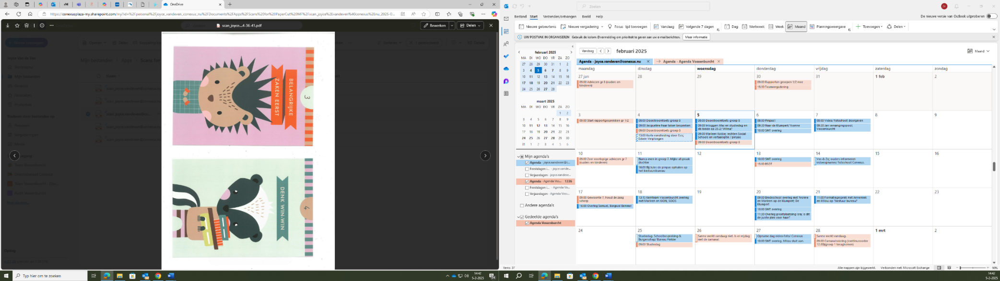 OneDrive
https://conexusplaza-my.sharepoint.com/my?id=%2Fpersonal%2Fjoyce_vandeven_conexus_nu%2FDocuments%2FApps%2FScans%20for%20PaperCut%20MF%2Fscan_joyce%2Evandeven%40conexus%2Enu_2025-0...
scan_joyce....4-36-41.pdf
Bewerken
Delen
BELANGRIJKE
ZAKEN EERST
3
DENK WIN-WIN
4
Typ hier om te zoeken
14:42
5-2-2025
Zoeken
Bestand Start Verzenden/ontvangen Beeld Help
De nieuwe versie van Outlook uitproberen
Nieuwe gebeurtenis Nieuwe vergadering Focus tijd toevoegen Vandaag Volgende 7 dagen Dag Werkweek Week Maand Planningsweergave Toevoegen Delen
UW POSTVAK IN ORGANISEREN Gebruik de kolom @vermelding om prioriteit te geven aan uw e-mailberichten. Meer informatie
februari 2025
MA DI WO DO VR ZA ZO
27 28 29 30 31 1 2
3 4 5 6 7 8 9
10 11 12 13 14 15 16
17 18 19 20 21 22 23
24 25 26 27 28
maart 2025
MA DI WO DO VR ZA ZO
1 2
3 4 5 6 7 8 9
10 11 12 13 14 15 16
17 18 19 20 21 22 23
24 25 26 27 28 29 30
31 1 2 3 4 5 6
Mijn agenda's
Agenda - joyce.vandeven@c...
Feestdagen i... - joyce.vande...
Verjaardagen - joyce.vandeve...
Agenda - Agenda Vos... 1336
Feestdagen i... - Agenda Vo...
Verjaardagen - Agenda Voss...
Andere agenda's
Gedeelde agenda's
Agenda Vossenburcht
Vandaag
februari 2025
Maand
Agenda - joyce.vandeven@conexus.nu
Agenda - Agenda Vossenburcht
maandag dinsdag woensdag donderdag vrijdag zaterdag zondag
27 jan 28 29 30 31 1 feb 2
09:00 Adviezen gr 8 (ouders en
kinderen)
09:00 Rapporten groepen 1/2 mee
15:30 Teamvergadering
3 4 5 6 7 8 9
09:00 Start rapportgesprekken gr 1/2
08:00 Doorstroomtoets groep 8
09:00 Jacqueline haar taken bespreken
09:00 Doorstroomtoets groep 8
13:00 Korte rondleiding door Esis;
Edwin Verploegen
08:00 Doorstroomtoets groep 8
09:00 Inloggen Afas en studiedag en
db beide op 25-2/ Wilma?
09:00 Marleen Kokke; rechten Social
Schools en vertaaloptie / pinpas
09:00 Doorstroomtoets groep 8
08:00 Pinpas!!
09:30 Naar de Klumpert/ Yvonne
10:00 SMT overleg
08:00 Video/ fotoshoot doorgeven
09:30 Jan vervangingspool;
Vossenburcht
10 11 12 13 14 15 16
09:00 Zeer voorlopige adviezen gr 7
(ouders en kinderen)
Bianca even in groep 7. Mijke afspraak
dochter
16:00 Bij Jules de pinpas ophalen op
het bestuursbureau
10:00 SMT overleg
15:00 BSOT
Vos & Zo; ouders informeren
videoopnames/ fotoshoot Conexus.
17 18 19 20 21 22 23
09:00 Gewoonte 7; houd de zaag
scherp
16:00 Overleg Samuel, Bargwal Eemmel
13:15 Kernteam Vossenburcht overleg
met Marleen en KION, SOOS
09:00 Bredeschool overleg met Yvonne
en Marleen op de Klumpert; De
Klumpert
10:00 SMT overleg
11:30 Overleg proefplaatsing Isra; is dit
de juiste plek voor haar?
11:00 Formatiegesprek met Annemiek
en Milou op ?bestuur bureau?
24 25 26 27 28 1 mrt 2
Studiedag. Schoolbespreking &
Burgerschap/ Bureau Helder
09:00 Studiedag
Sanne werkt vandaag niet. Is er vrijdag
met de carnaval.
Opname dag video-foto/ Conexus
10:00 SMT overleg. Milou sluit aan.
Sanne werkt vandaag.
09:00 Carnavalsviering (continurooster
12.00)(groep 1 terugkomen)
Items: 37
Alle mappen zijn bijgewerkt. Verbonden met: Microsoft Exchange
90%
14:42
5-2-2025